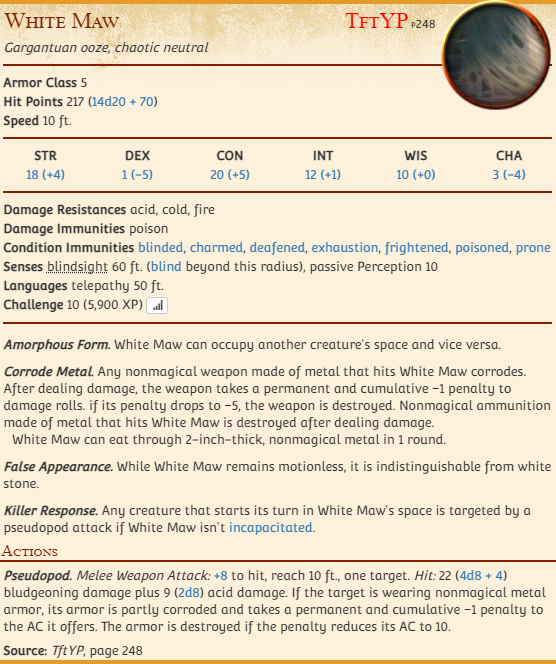 White Maw
TftYP p248
Gargantuan ooze, chaotic neutral
Armor Class 5
Hit Points 217 (14d20 + 70)
Speed 10 ft.
STR DEX CON INT WIS CHA
18 (+4) 1 (−5) 20 (+5) 12 (+1) 10 (+0) 3 (−4)
Damage Resistances acid, cold, fire
Damage Immunities poison
Condition Immunities blinded, charmed, deafened, exhaustion, frightened, poisoned, prone
Senses blindsight 60 ft. (blind beyond this radius), passive Perception 10
Languages telepathy 50 ft.
Challenge 10 (5,900 XP)
Amorphous Form. White Maw can occupy another creature's space and vice versa.
Corrode Metal. Any nonmagical weapon made of metal that hits White Maw corrodes.
After dealing damage, the weapon takes a permanent and cumulative −1 penalty to
damage rolls. if its penalty drops to −5, the weapon is destroyed. Nonmagical ammunition
made of metal that hits White Maw is destroyed after dealing damage.
White Maw can eat through 2-inch-thick, nonmagical metal in 1 round.
False Appearance. While White Maw remains motionless, it is indistinguishable from white
stone.
Killer Response. Any creature that starts its turn in White Maw's space is targeted by a
pseudopod attack if White Maw isn't incapacitated.
Actions
Pseudopod. Melee Weapon Attack: +8 to hit, reach 10 ft., one target. Hit: 22 (4d8 + 4)
bludgeoning damage plus 9 (2d8) acid damage. If the target is wearing nonmagical metal
armor, its armor is partly corroded and takes a permanent and cumulative −1 penalty to
the AC it offers. The armor is destroyed if the penalty reduces its AC to 10.
Source: TftYP, page 248